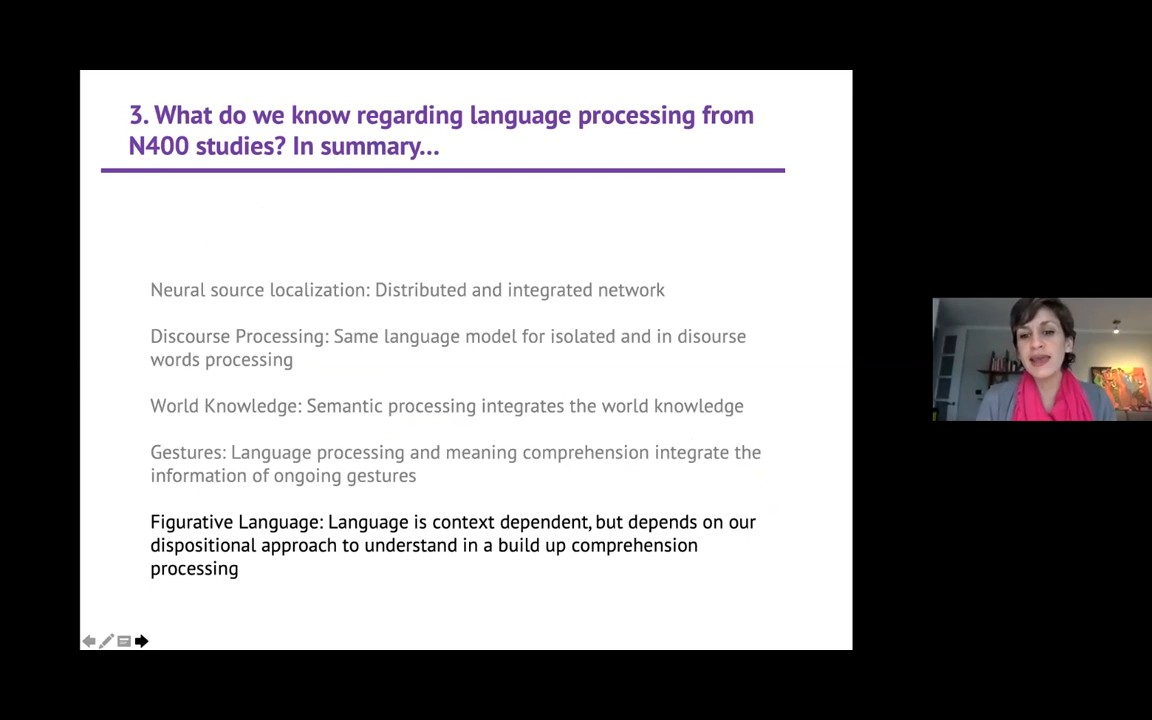 3. What do we know regarding language processing from
N400 studies? In summary...
Neural source localization: Distributed and integrated network
Discourse Processing: Same language model for isolated and in disourse
words processing
World Knowledge: Semantic processing integrates the world knowledge
Gestures: Language processing and meaning comprehension integrate the
information of ongoing gestures
Figurative Language: Language is context dependent, but depends on our
dispositional approach to understand in a build up comprehension
processing